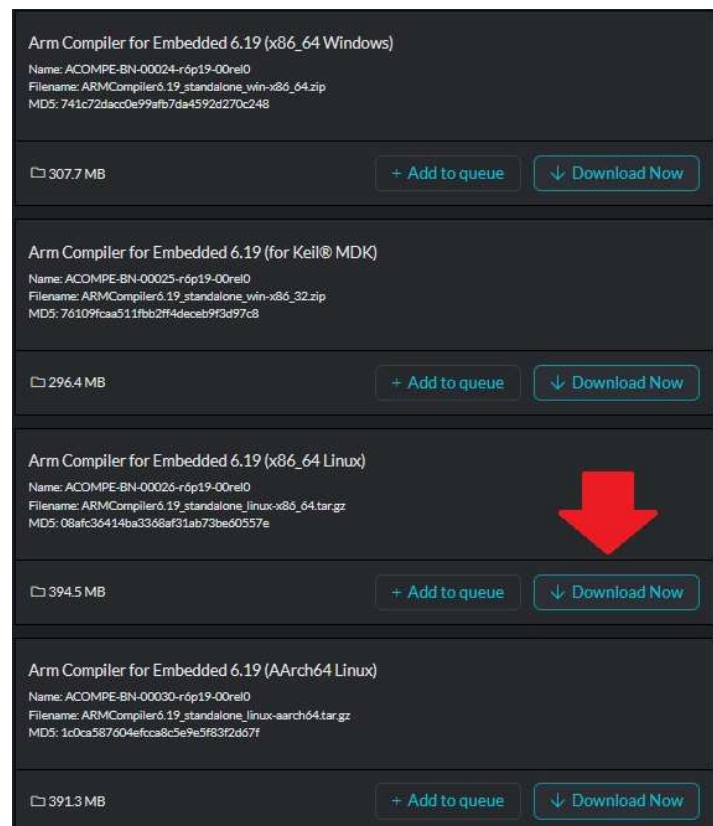 Arm Compiler for Embedded 6.19 (x86_64 Windows)
Name: ACOMPE-BN-00024-r6p19-00rel0
Filename: ARMCompiler6.19_standalone_win-x86_64.zip
MD5: 741c72dacc0e99afb7da4592d270c248
307.7 MB
+ Add to queue
Download Now
Arm Compiler for Embedded 6.19 (for Keil® MDK)
Name: ACOMPE-BN-00025-r6p19-00rel0
Filename: ARMCompiler6.19_standalone_win-x86_32.zip
MD5: 76109fcaa511fbb2ff4deceb9f3d97c8
296.4 MB
+ Add to queue
Download Now
Arm Compiler for Embedded 6.19 (x86_64 Linux)
Name: ACOMPE-BN-00026-r6p19-00rel0
Filename: ARMCompiler6.19_standalone_linux-x86_64.tar.gz
MD5: 08afc36414ba3368af31ab73be60557e
394.5 MB
+ Add to queue
Download Now
Arm Compiler for Embedded 6.19 (AArch64 Linux)
Name: ACOMPE-BN-00030-r6p19-00rel0
Filename: ARMCompiler6.19_standalone_linux-aarch64.tar.gz
MD5: 1c0ca587604efcca8c5e9e5f83f2d67f
391.3 MB
+ Add to queue
Download Now